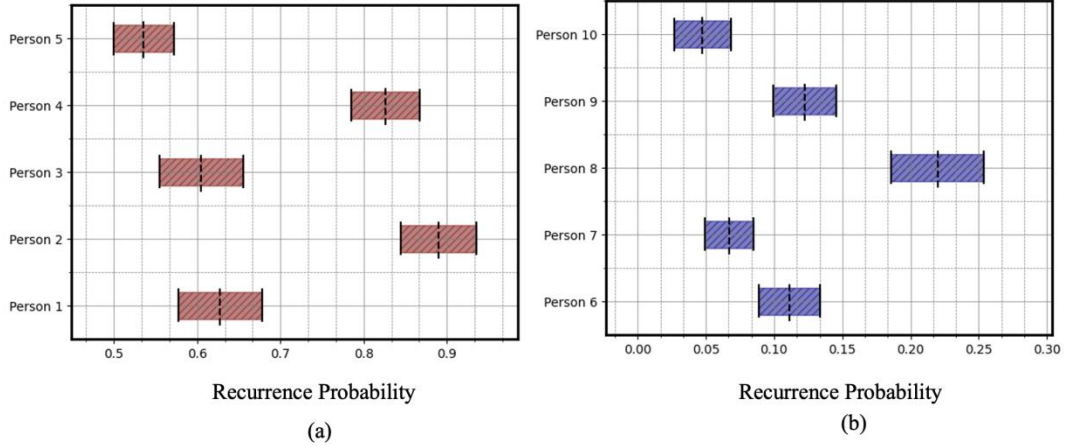 Person 5
Person 4
Person 3
Person 2
Person 1
0.5 0.6 0.7 0.8 0.9
Recurrence Probability
(a)
Person 10
Person 9
Person 8
Person 7
Person 6
0.00 0.05 0.10 0.15 0.20 0.25 0.30
Recurrence Probability
(b)